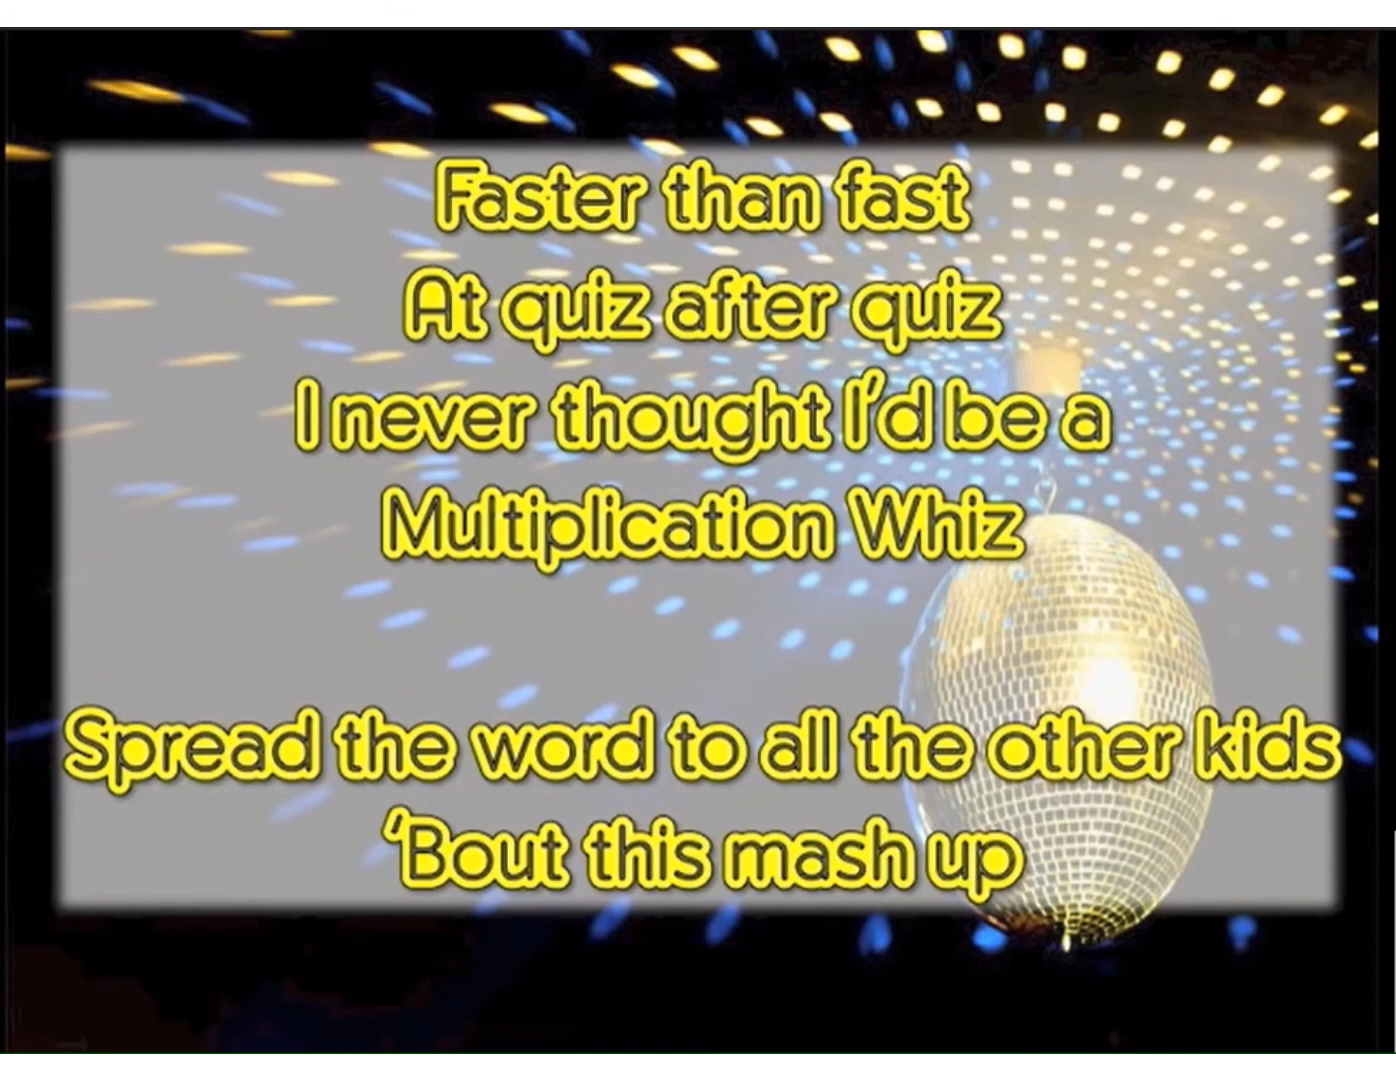 Faster than fast
At quiz after quiz
I never thought I'd be a
Multiplication Whiz
Spread the word to all the other kids
'Bout this mash up